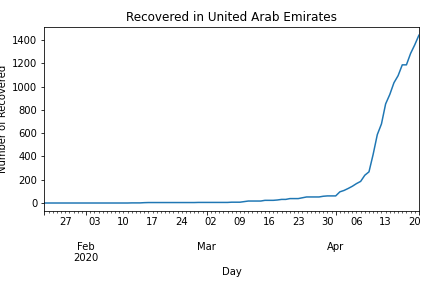 Recovered in United Arab Emirates
1400
1200
1000
800
600
400
200
0
Number of Recovered
27 03 10 17 24 02 09 16 23 30 06 13 20
Feb Mar Apr
2020
Day